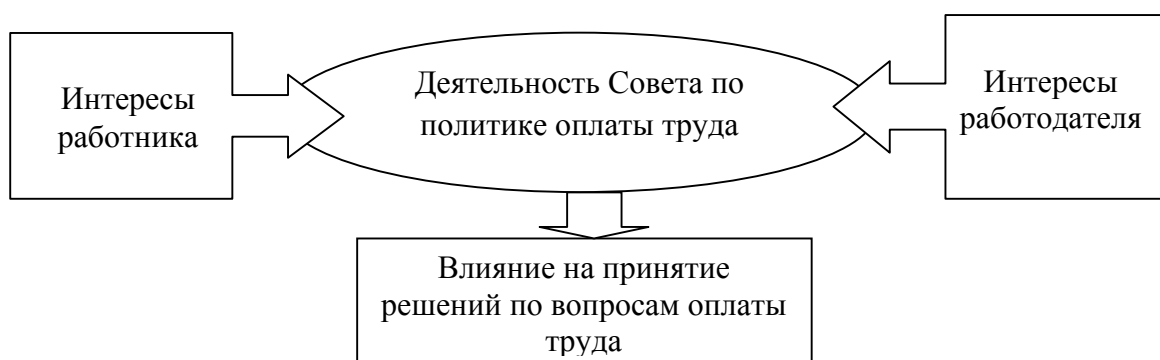 Интересы
работника
Деятельность Совета по
политике оплаты труда
Интересы
работодателя
Влияние на принятие
решений по вопросам оплаты
труда